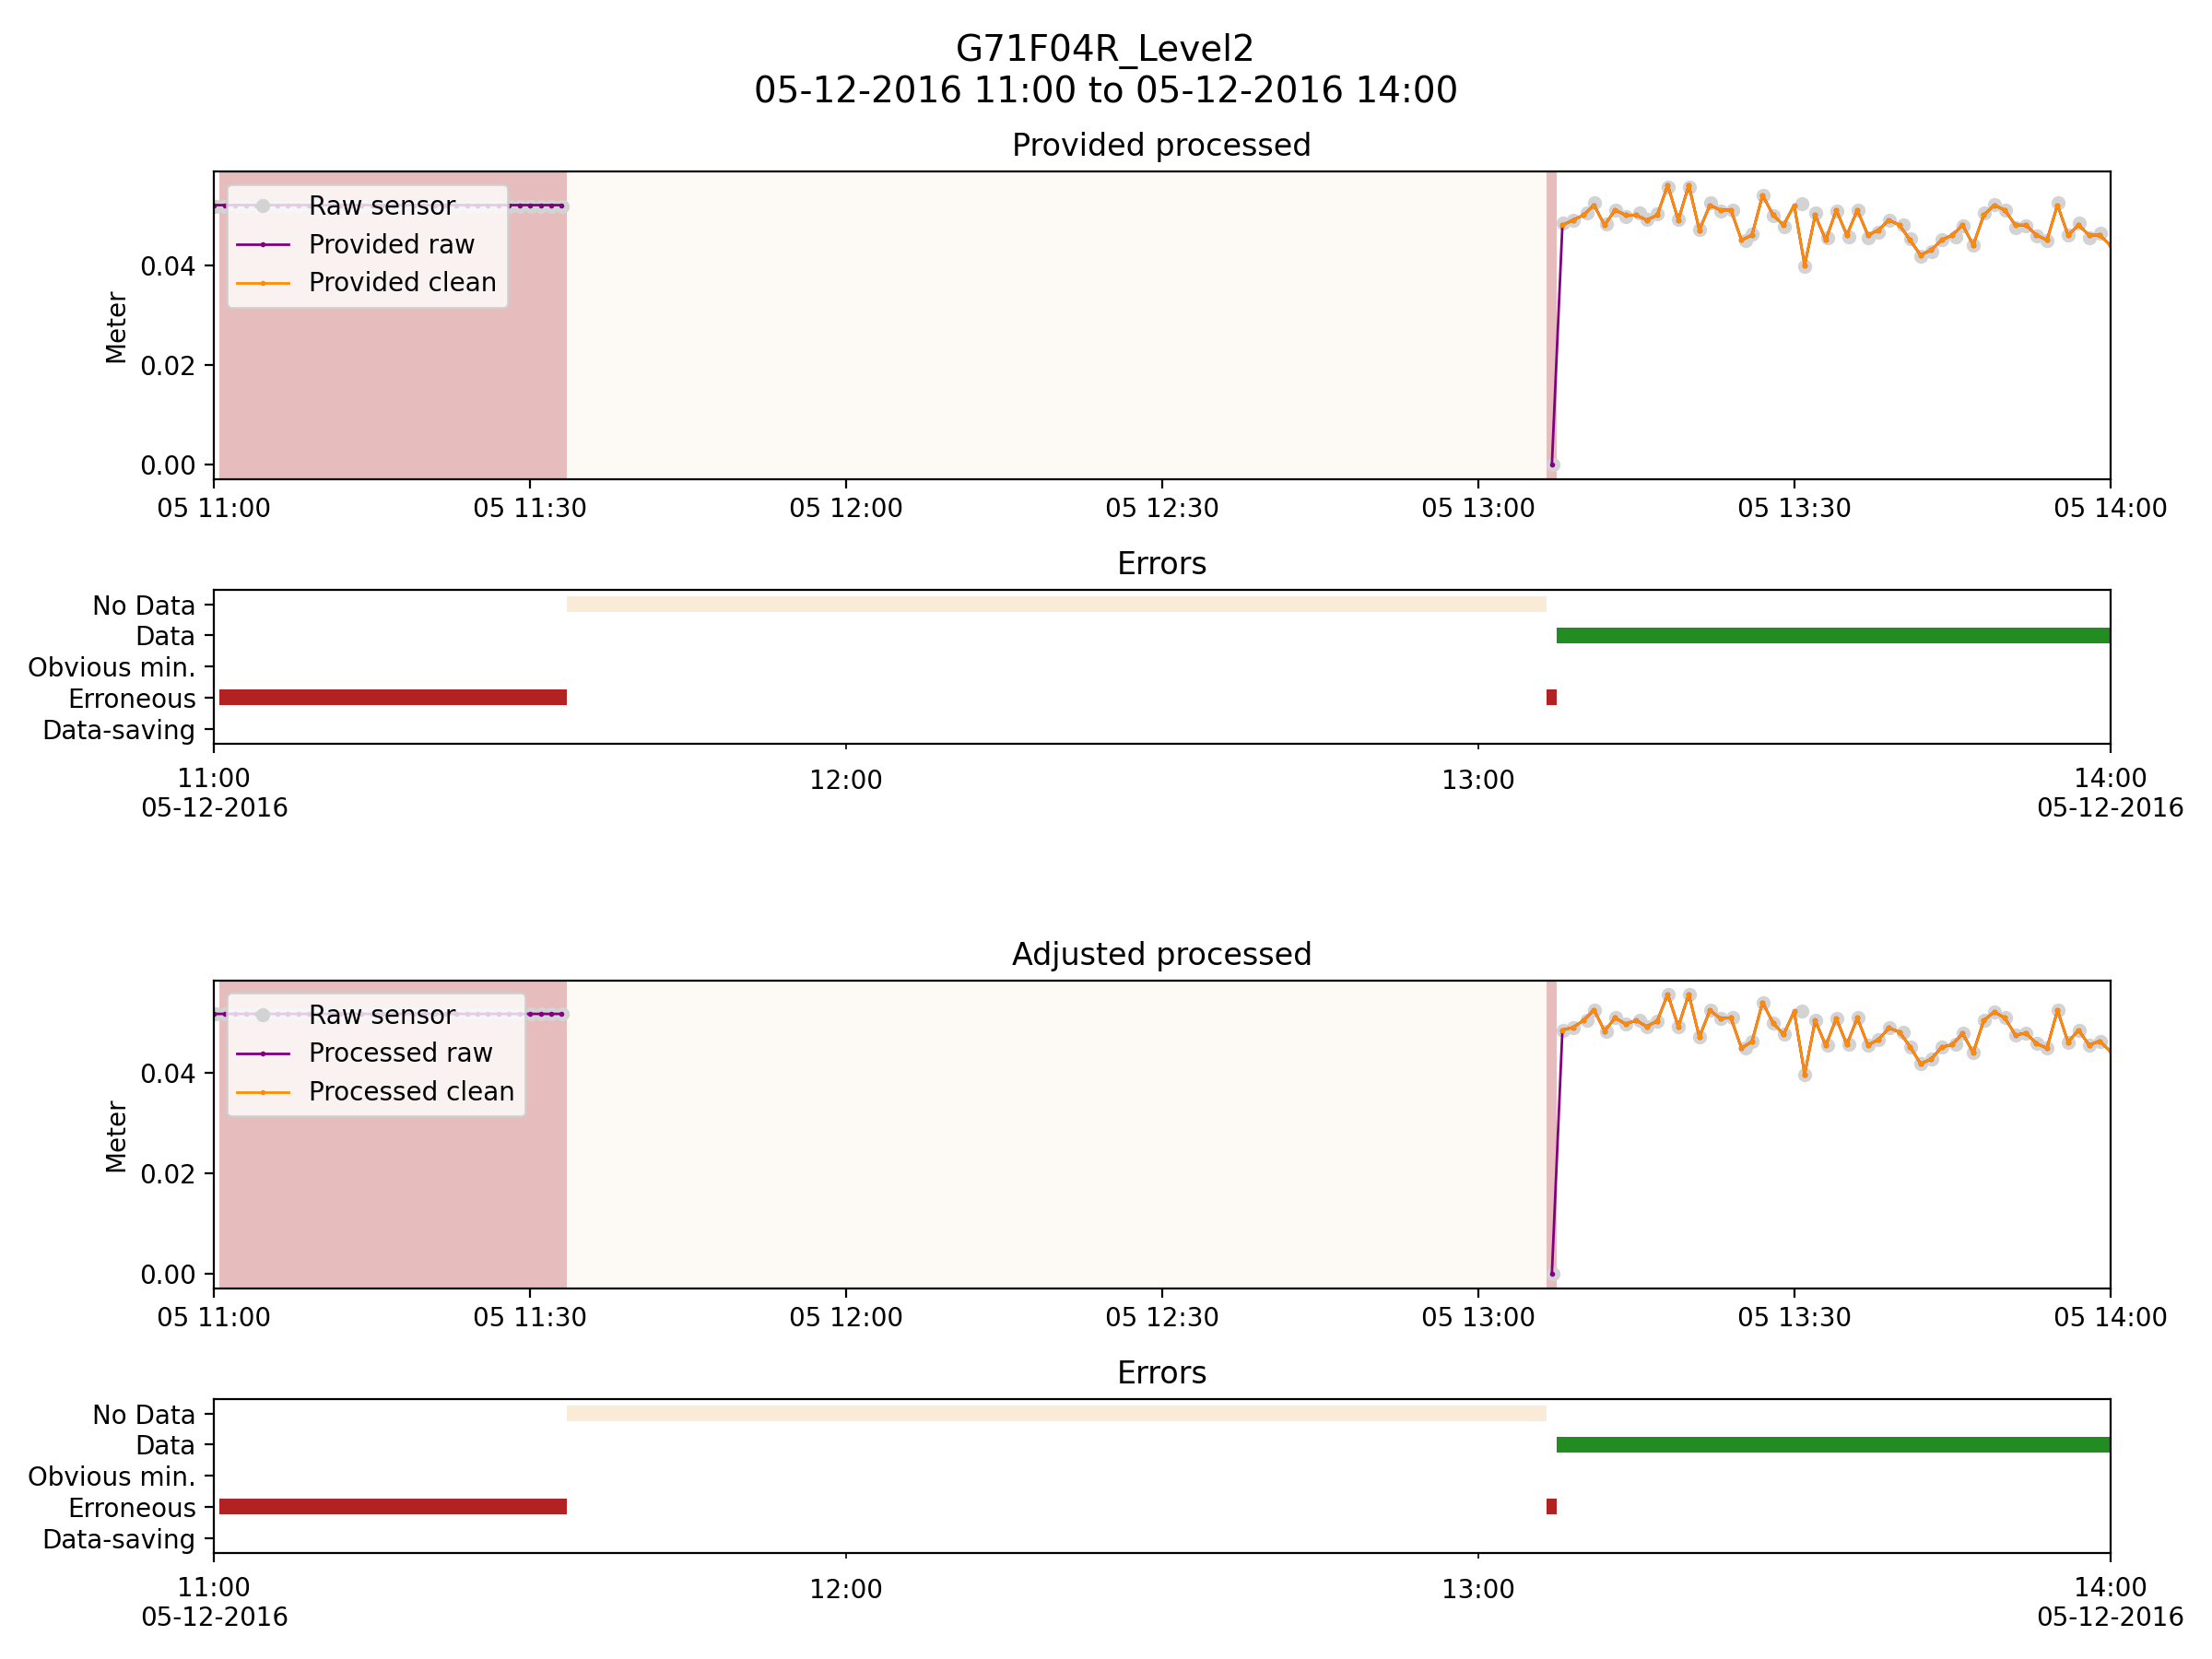 G71F04R_Level2
05-12-2016 11:00 to 05-12-2016 14:00
Provided processed
Raw sensor
Provided raw
Provided clean
Meter
0.04
0.02
0.00
05 11:00 05 11:30 05 12:00 05 12:30 05 13:00 05 13:30 05 14:00
Errors
No Data
Data
Obvious min.
Erroneous
Data-saving
11:00 12:00 13:00 14:00
05-12-2016 05-12-2016
Adjusted processed
Raw sensor
Processed raw
Processed clean
Meter
0.04
0.02
0.00
05 11:00 05 11:30 05 12:00 05 12:30 05 13:00 05 13:30 05 14:00
Errors
No Data
Data
Obvious min.
Erroneous
Data-saving
11:00 12:00 13:00 14:00
05-12-2016 05-12-2016